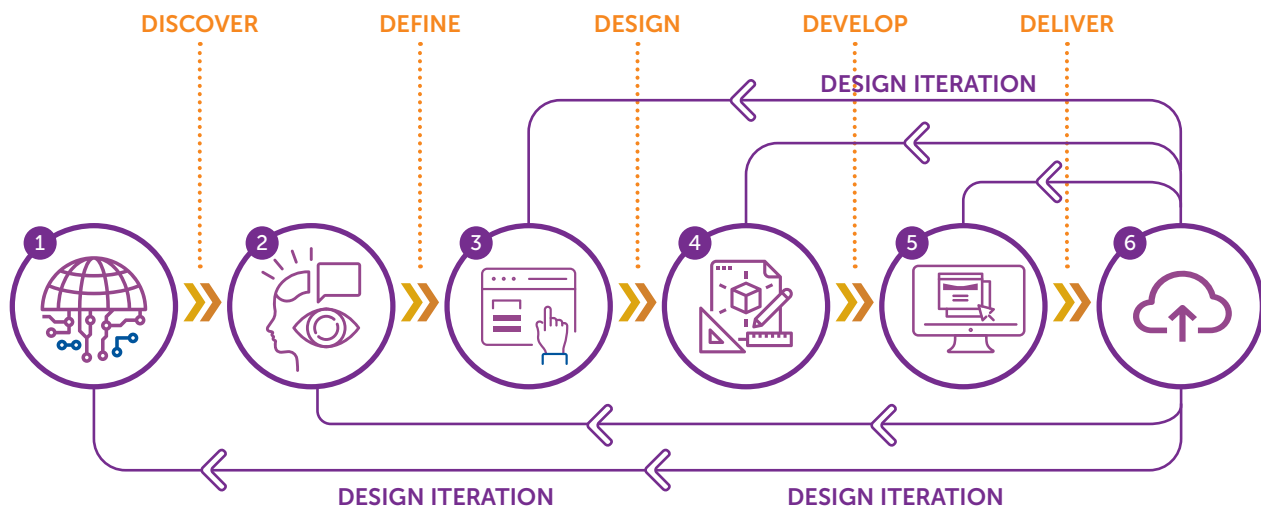 DISCOVER
DEFINE
DESIGN
DEVELOP
DELIVER
DESIGN ITERATION
1
2
3
4
5
6
DESIGN ITERATION
DESIGN ITERATION